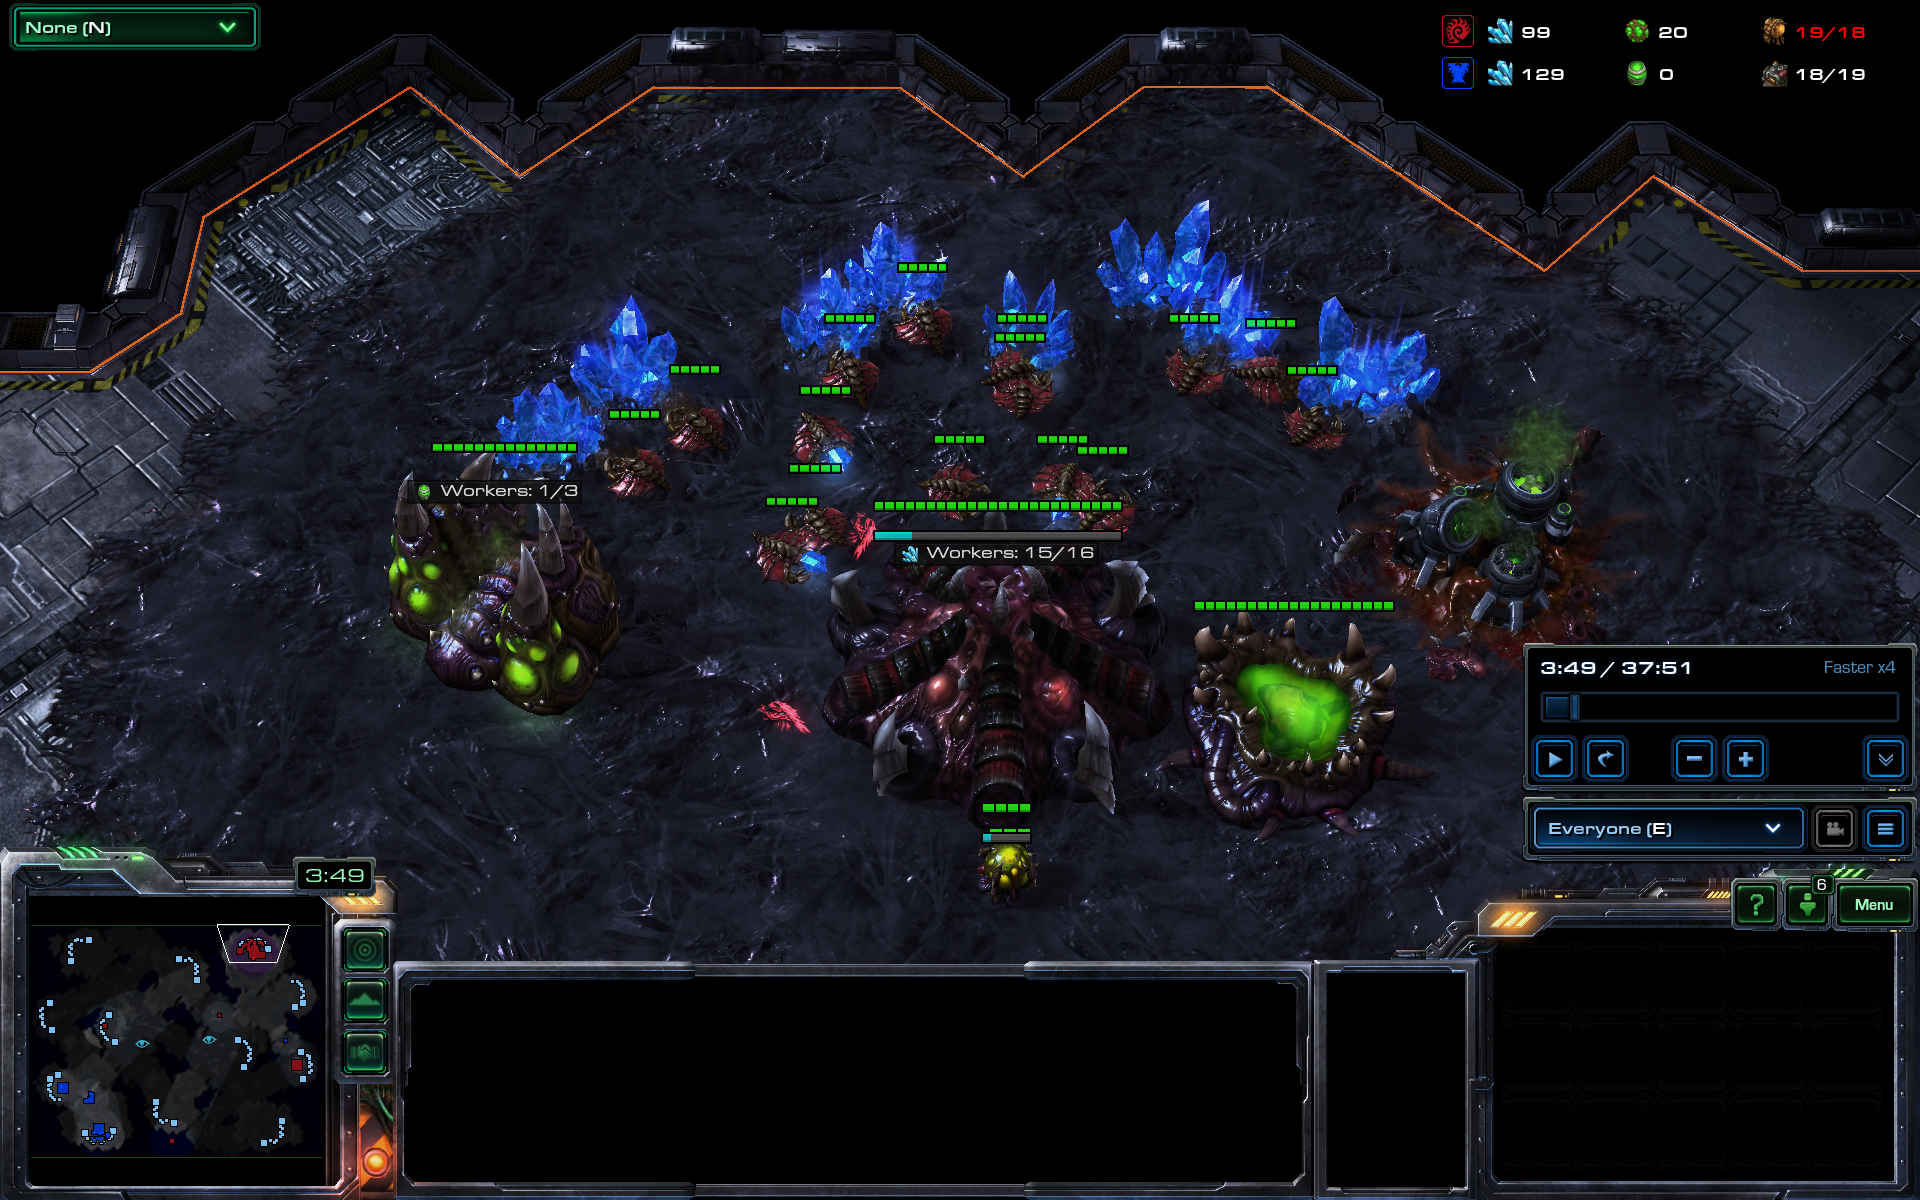 None (N)
99 20 19/18
129 0 18/19
Workers: 1/3
Workers: 15/16
3:49 / 37:51 Faster x4
Everyone (E)
3:49
6
? Menu